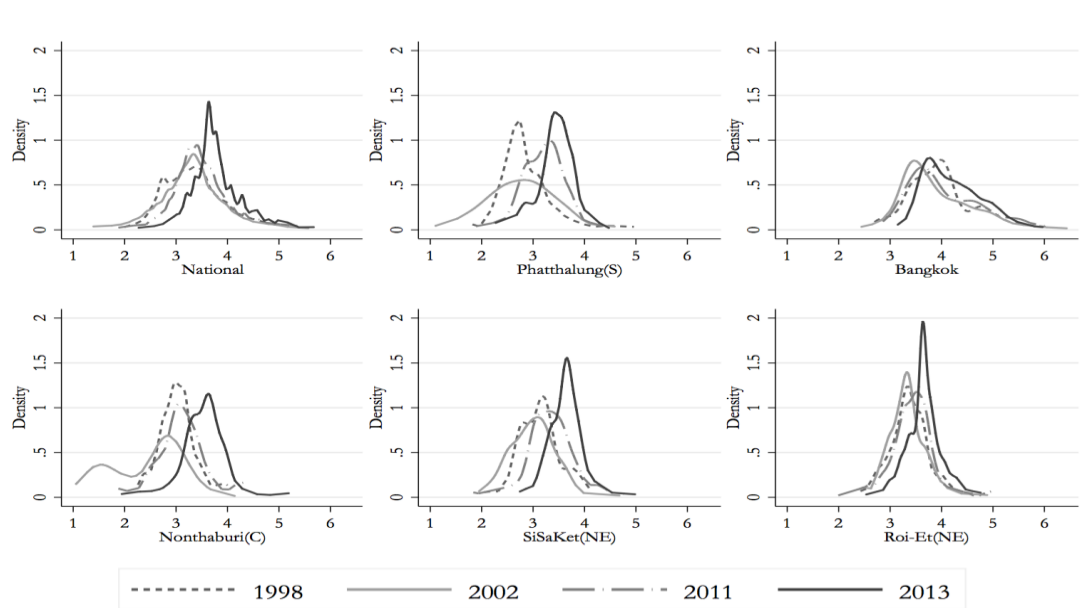 Density
2
1.5
1
.5
0
1 2 3 4 5 6
National
Density
2
1.5
1
.5
0
1 2 3 4 5 6
Phatthalung(S)
Density
2
1.5
1
.5
0
1 2 3 4 5 6
Bangkok
Density
2
1.5
1
.5
0
1 2 3 4 5 6
Nonthaburi(C)
Density
2
1.5
1
.5
0
1 2 3 4 5 6
SiSaKet(NE)
Density
2
1.5
1
.5
0
1 2 3 4 5 6
Roi-Et(NE)
1998 2002 2011 2013